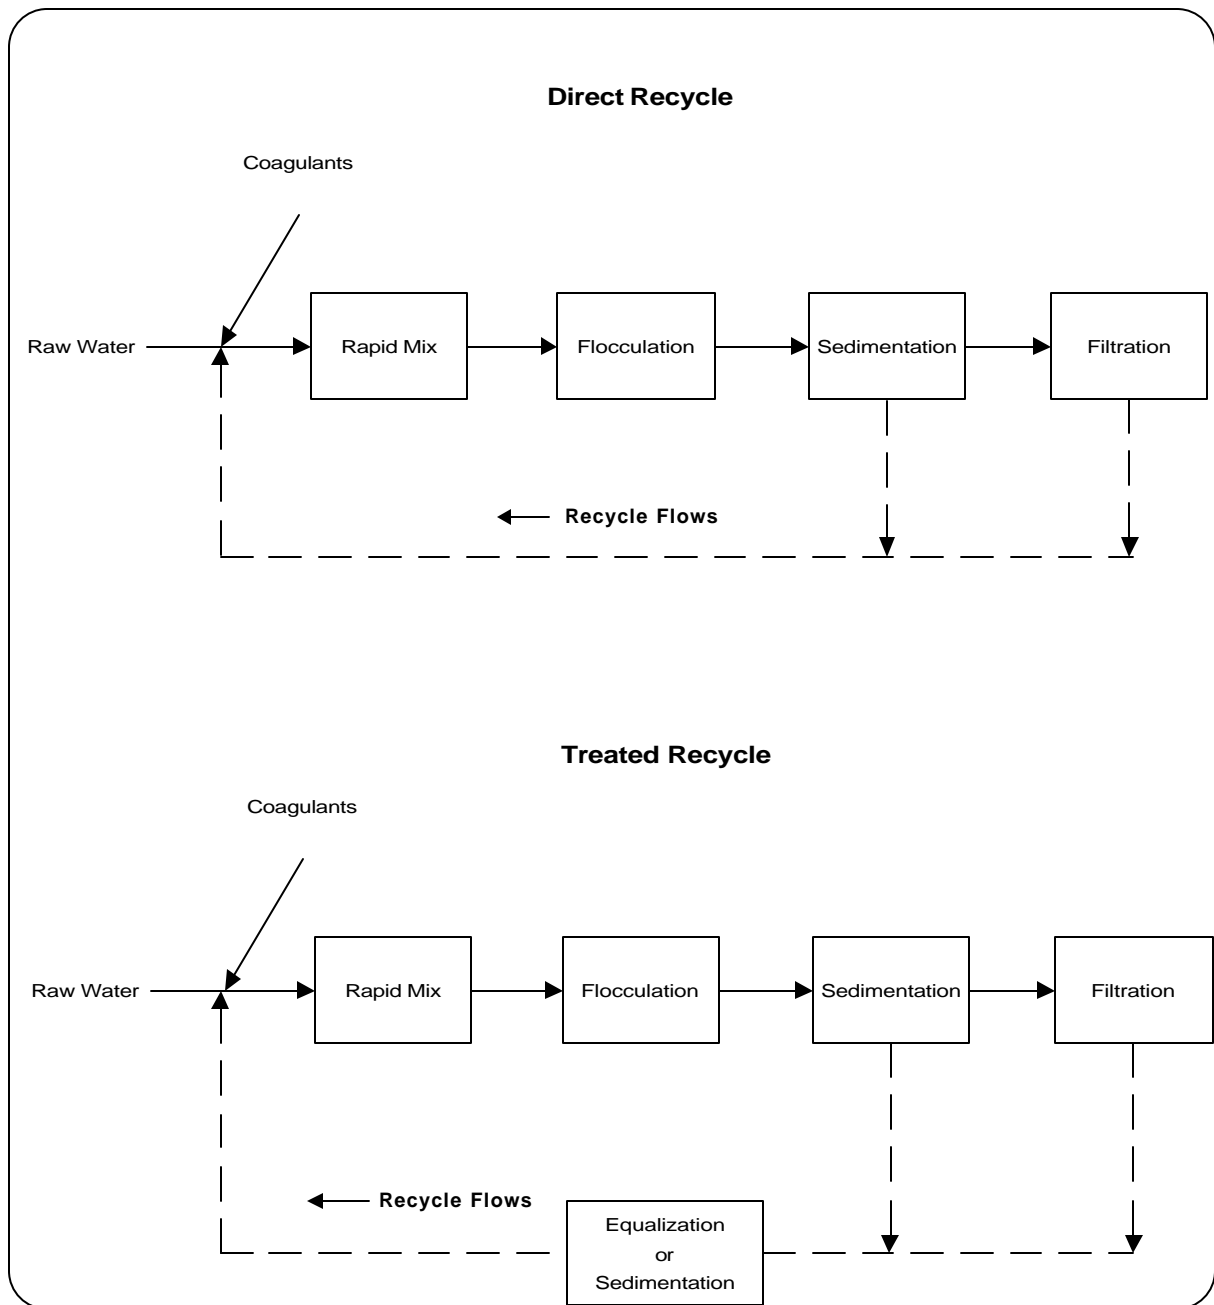 Direct Recycle
Coagulants
Raw Water
Rapid Mix
Flocculation
Sedimentation
Filtration
Recycle Flows
Treated Recycle
Coagulants
Raw Water
Rapid Mix
Flocculation
Sedimentation
Filtration
Recycle Flows
Equalization
or
Sedimentation